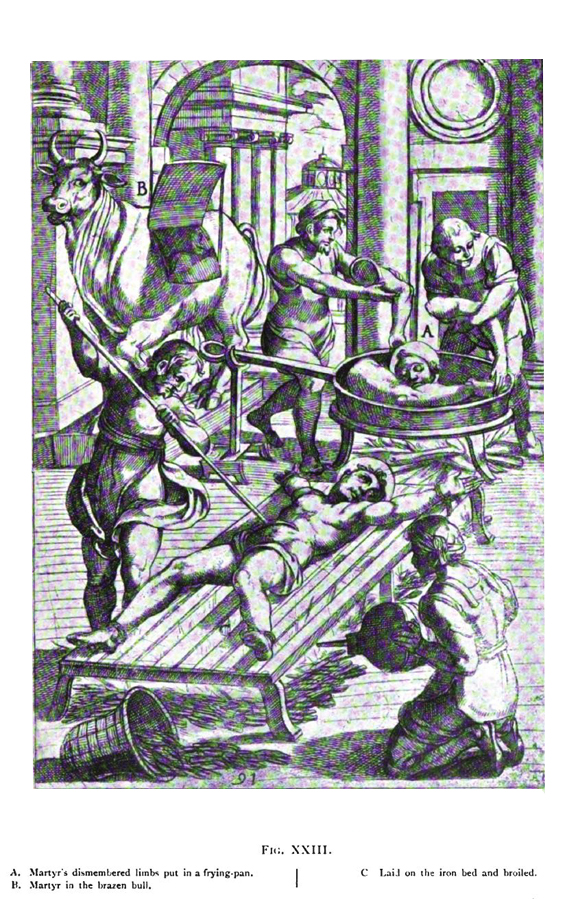 B
A
91
FIG. XXIII.
A. Martyr's dismembered limbs put in a frying-pan.
B. Martyr in the brazen bull.
C Laid on the iron bed and broiled.